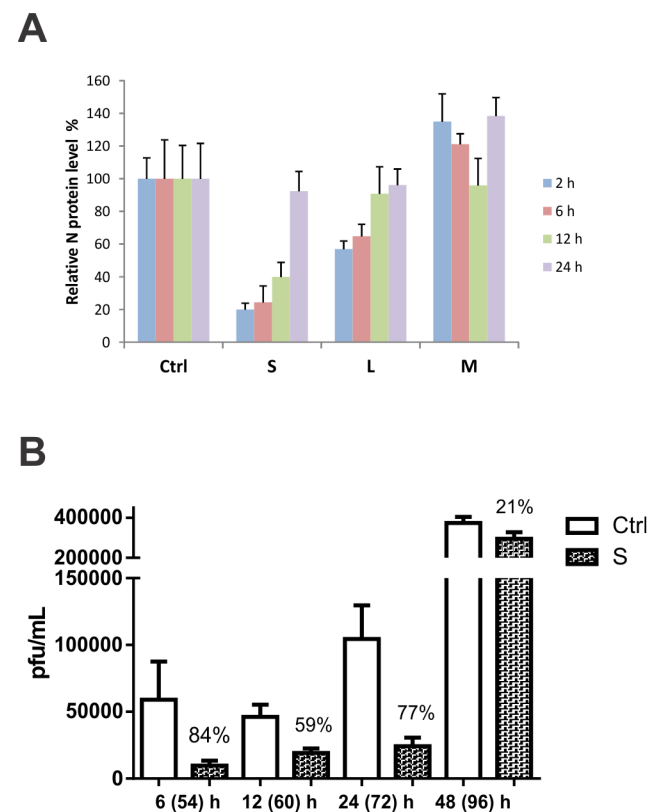 A
Relative N protein level %
160
140
120
100
80
60
40
20
0
Ctrl S L M
2 h
6 h
12 h
24 h
B
pfu/mL
400000
200000
150000
100000
50000
0
84%
59%
77%
21%
6 (54) h 12 (60) h 24 (72) h 48 (96) h
Ctrl
S